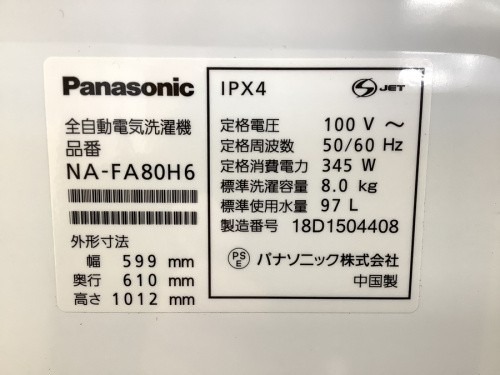 Panasonic
全自動電気洗濯機
品番
NA-FA80H6
外形寸法
幅 599 mm
奥行 610 mm
高さ 1012 mm
IPX4
S JET
定格電圧 100 V ～
定格周波数 50/60 Hz
定格消費電力 345 W
標準洗濯容量 8.0 kg
標準使用水量 97 L
製造番号 18D1504408
PS E パナソニック株式会社
中国製